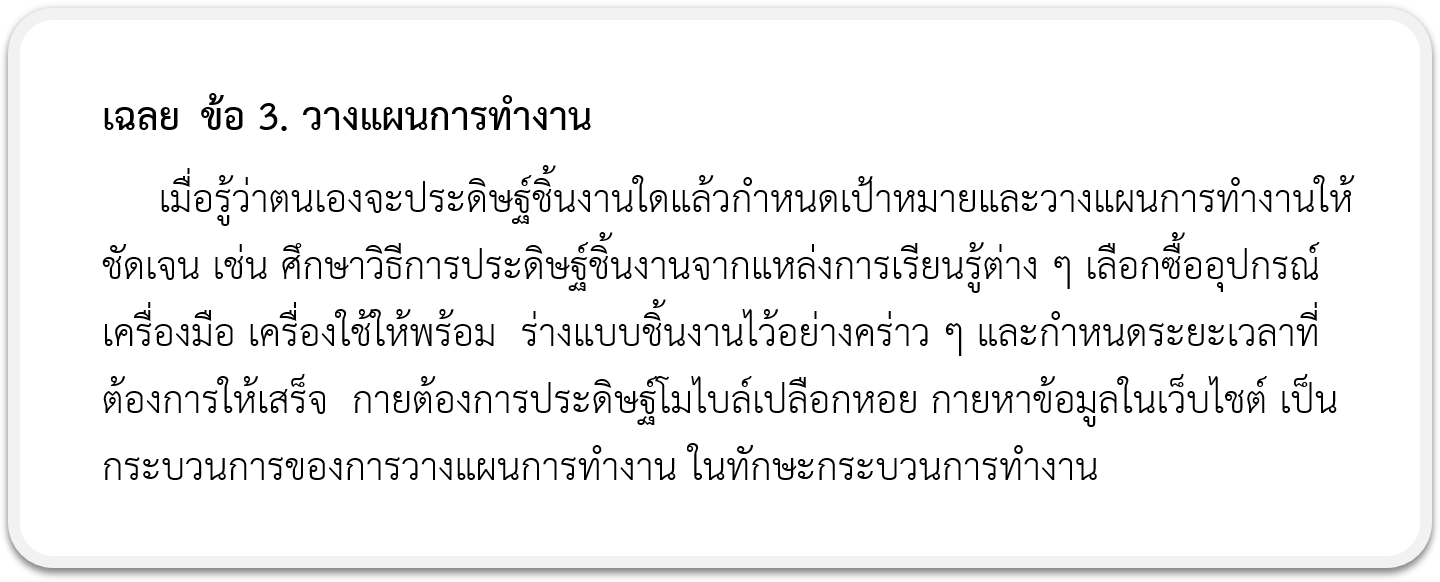 เฉลย ข้อ 3. วางแผนการทำงาน
เมื่อรู้ว่าตนเองจะประดิษฐ์ชิ้นงานใดแล้วกำหนดเป้าหมายและวางแผนการทำงานให้
ชัดเจน เช่น ศึกษาวิธีการประดิษฐ์ชิ้นงานจากแหล่งการเรียนรู้ต่าง ๆ เลือกซื้ออุปกรณ์
เครื่องมือ เครื่องใช้ให้พร้อม ร่างแบบชิ้นงานไว้อย่างคร่าว ๆ และกำหนดระยะเวลาที่
ต้องการให้เสร็จ กายต้องการประดิษฐ์โมไบล์เปลือกหอย กายหาข้อมูลในเว็บไซต์ เป็น
กระบวนการของการวางแผนการทำงาน ในทักษะกระบวนการทำงาน